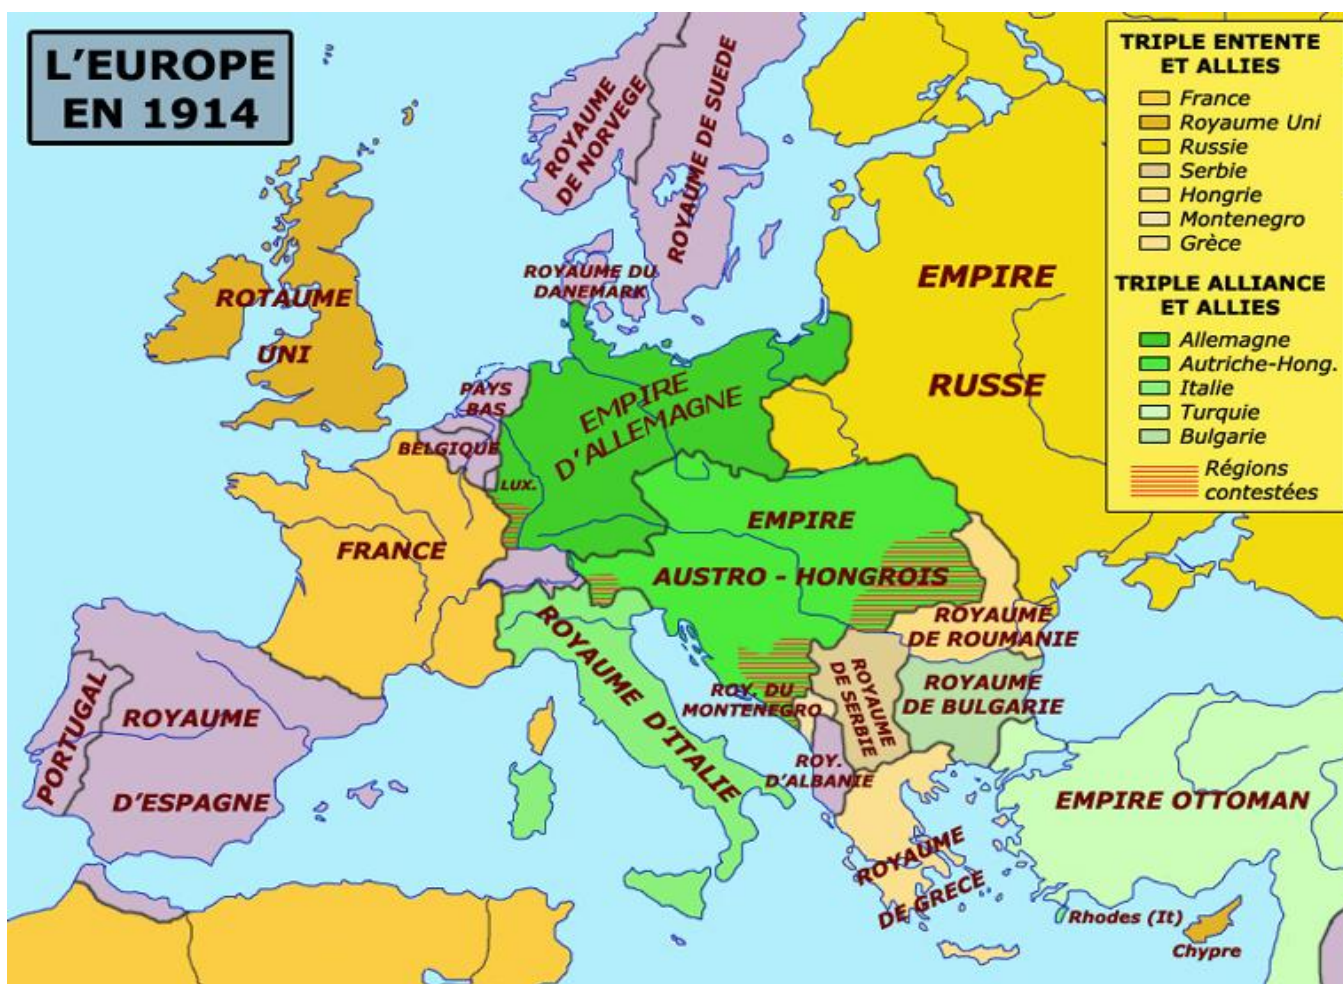 L'EUROPE
EN 1914
TRIPLE ENTENTE
ET ALLIES
France
Royaume Uni
Russie
Serbie
Hongrie
Montenegro
Grèce
TRIPLE ALLIANCE
ET ALLIES
Allemagne
Autriche-Hong.
Italie
Turquie
Bulgarie
Régions
contestées
ROYAUME
DE NORVEGE
ROYAUME DE SUEDE
ROYAUME DU
DANEMARK
ROTAUME
UNI
EMPIRE
RUSSE
PAYS
BAS
BELGIQUE
LUX.
EMPIRE
D'ALLEMAGNE
FRANCE
EMPIRE
AUSTRO - HONGROIS
ROYAUME
DE ROUMANIE
ROYAUME D'ITALIE
ROY. DU
MONTENEGRO
ROYAUME
DE SERBIE
ROYAUME
DE BULGARIE
PORTUGAL
ROYAUME
D'ESPAGNE
ROY.
D'ALBANIE
EMPIRE OTTOMAN
ROYAUME
DE GRECE
Rhodes (It)
Chypre